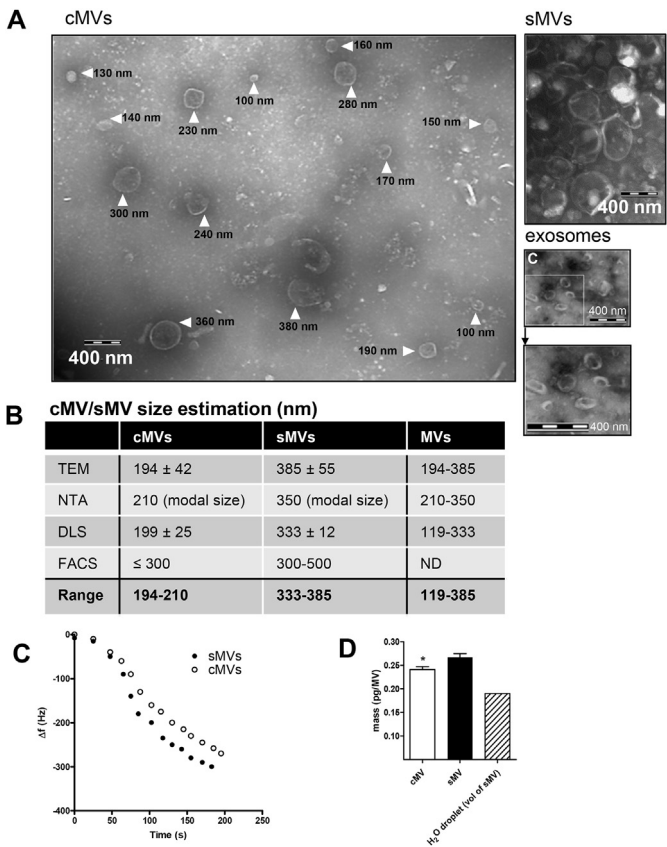 A
cMVs
130 nm
140 nm
230 nm
100 nm
160 nm
280 nm
150 nm
170 nm
300 nm
240 nm
360 nm
380 nm
100 nm
190 nm
400 nm
sMVs
400 nm
exosomes
C
400 nm
400 nm
B
cMV/sMV size estimation (nm)
cMVs sMVs MVs
TEM 194 ± 42 385 ± 55 194-385
NTA 210 (modal size) 350 (modal size) 210-350
DLS 199 ± 25 333 ± 12 119-333
FACS ≤ 300 300-500 ND
Range 194-210 333-385 119-385
C
sMVs
cMVs
Δf (Hz)
0
-100
-200
-300
-400
0 50 100 150 200 250
Time (s)
D
mass (pg/MV)
0.30
0.25
0.26
0.15
0.10
*
cMV
sMV
H₂O droplet (vol of sMV)